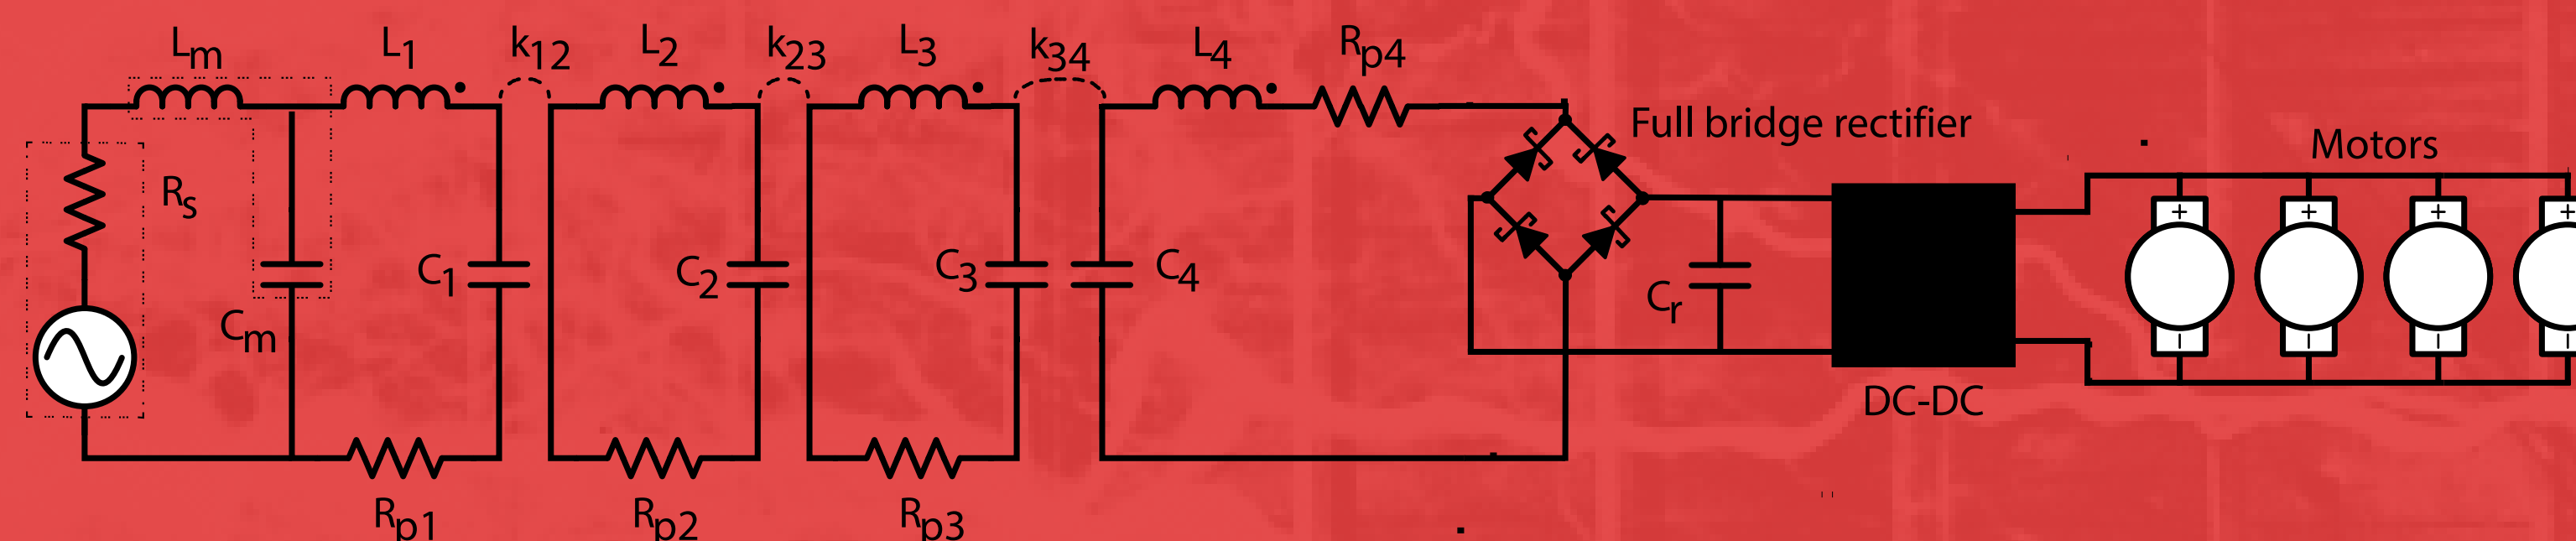 Lm
L1
k12
L2
k23
L3
k34
L4
Rp4
Full bridge rectifier
Motors
Rs
+
+
+
+
C1
C2
C3
C4
Cr
Cm
-
-
-
-
DC-DC
Rp1
Rp2
Rp3